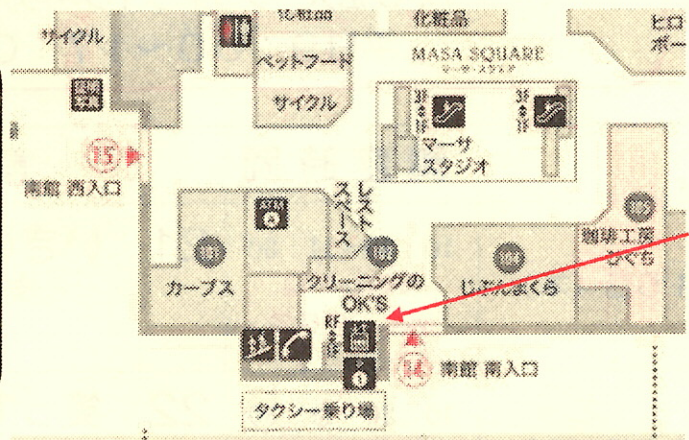 化粧品
化粧品
サイクル
ペットフード
サイクル
MASA SQUARE
マーサスクエア
3F
1F
3F
1F
マーサ
スタジオ
15
南館 西入口
ATM
レスト
スペース
101
カーブス
クリーニングの
OK'S
じぶんまくら
珈琲工房
ひぐち
RF
1F
14
南館 南入口
タクシー乗り場